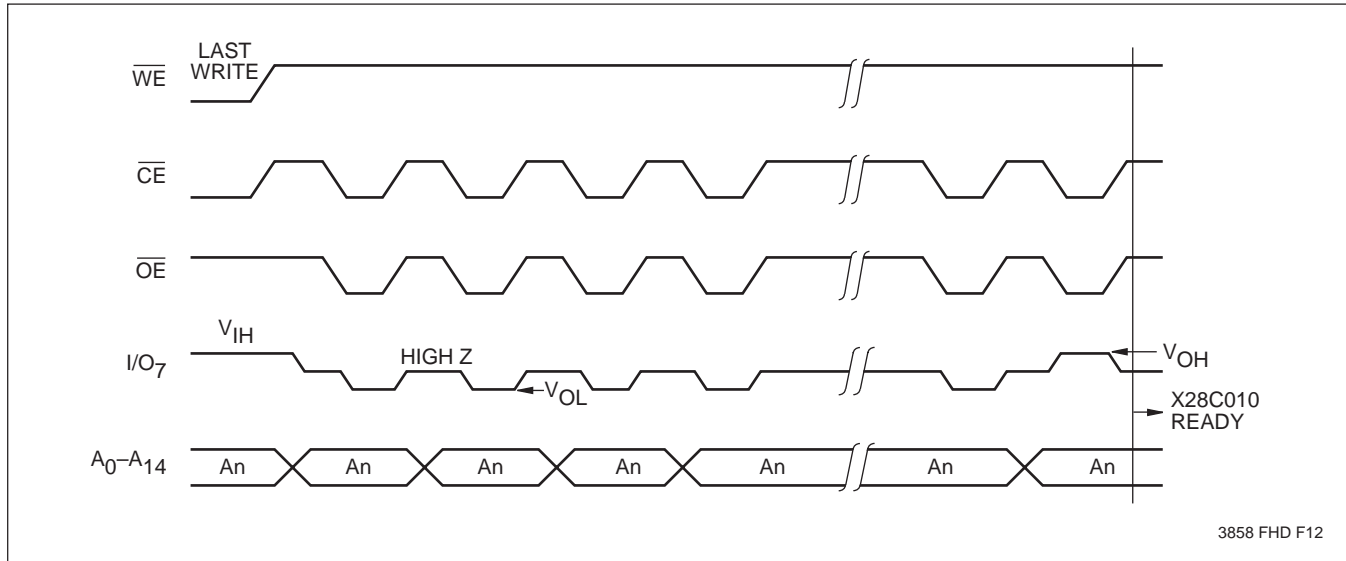 LAST
WRITE
WE
CE
OE
VIH
I/O7
HIGH Z
VOL
VOH
X28C010
READY
A0–A14
An
An
An
An
An
An
An
3858 FHD F12